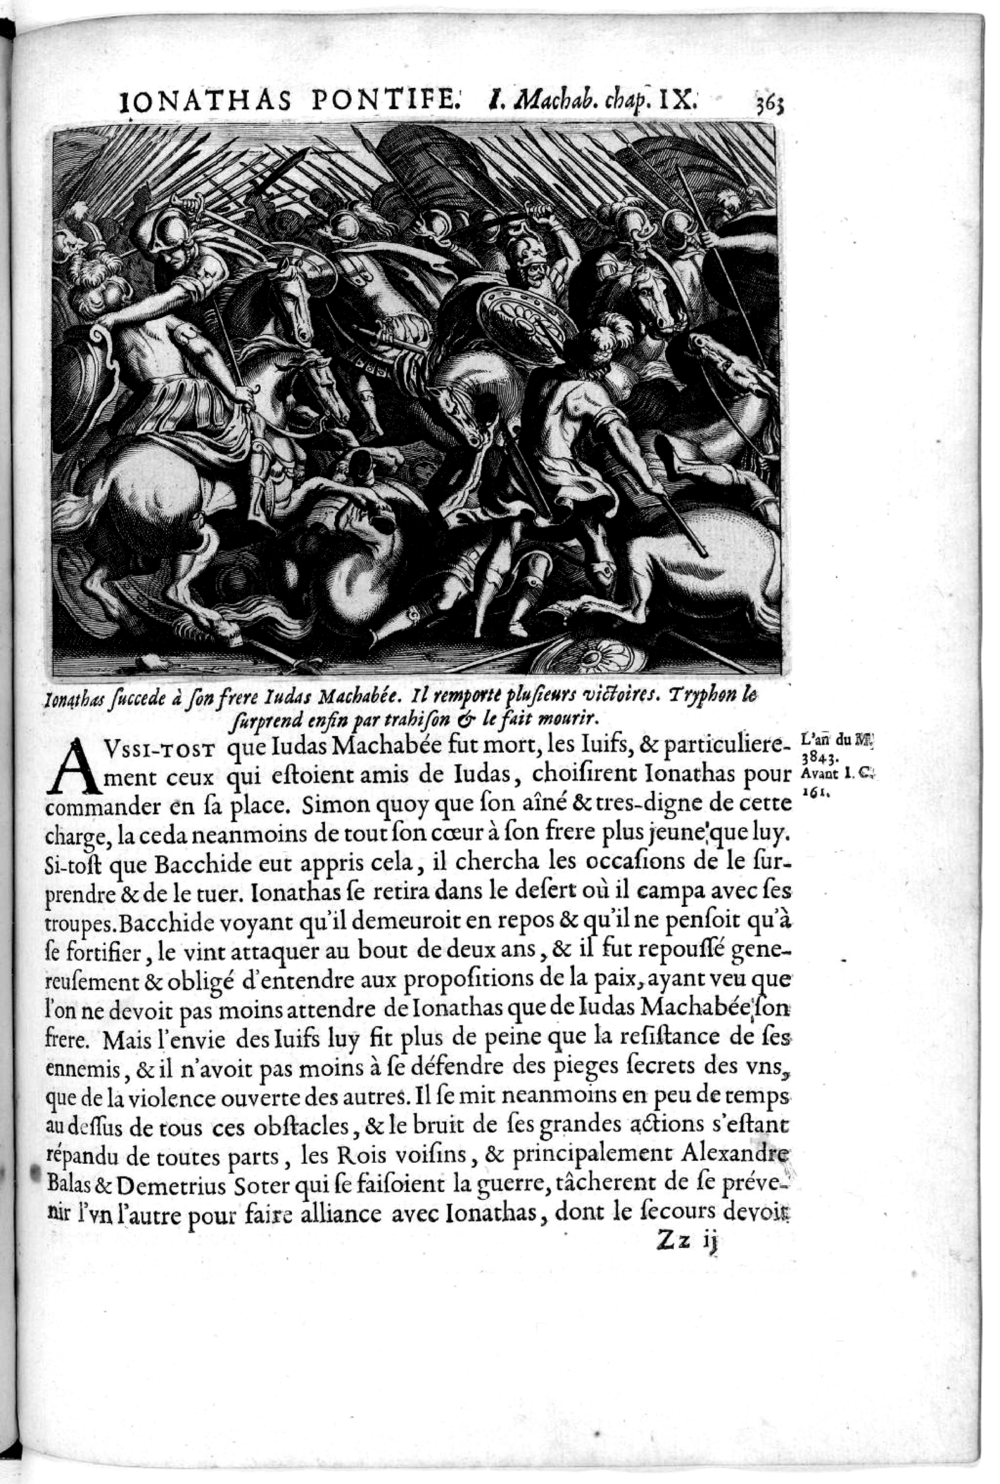 IONATHAS PONTIFE. I. Machab. chap. IX. 363
Ionathas ſuccede à ſon frere Iudas Machabée. Il remporte pluſieurs victoires. Tryphon le
ſurprend enfin par trahiſon & le fait mourir.
AVSSI-TOST que Iudas Machabée fut mort, les Iuifs, & particuliere-
ment ceux qui eſtoient amis de Iudas, choiſirent Ionathas pour
commander en ſa place. Simon quoy que ſon aîné & tres-digne de cette
charge, la ceda neanmoins de tout ſon cœur à ſon frere plus jeune que luy.
Si-toſt que Bacchide eut appris cela, il chercha les occaſions de le ſur-
prendre & de le tuer. Ionathas ſe retira dans le deſert où il campa avec ſes
troupes. Bacchide voyant qu'il demeuroit en repos & qu'il ne penſoit qu'à
ſe fortifier, le vint attaquer au bout de deux ans, & il fut repouſſé gene-
reuſement & obligé d'entendre aux propoſitions de la paix, ayant veu que
l'on ne devoit pas moins attendre de Ionathas que de Iudas Machabée ſon
frere. Mais l'envie des Iuifs luy fit plus de peine que la reſiſtance de ſes
ennemis, & il n'avoit pas moins à ſe défendre des pieges ſecrets des vns,
que de la violence ouverte des autres. Il ſe mit neanmoins en peu de temps
au deſſus de tous ces obſtacles, & le bruit de ſes grandes actions s'eſtant
répandu de toutes parts, les Rois voiſins, & principalement Alexandre
Balas & Demetrius Soter qui ſe faiſoient la guerre, tâcherent de ſe préve-
nir l'vn l'autre pour faire alliance avec Ionathas, dont le ſecours devoit
Zz ij
L'añ du M.
3843.
Avant I. C.
161.